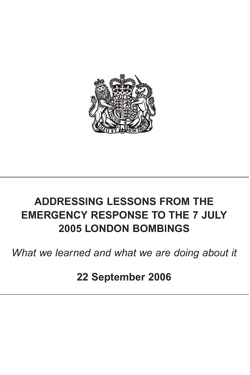 ADDRESSING LESSONS FROM THE
EMERGENCY RESPONSE TO THE 7 JULY
2005 LONDON BOMBINGS
What we learned and what we are doing about it
22 September 2006